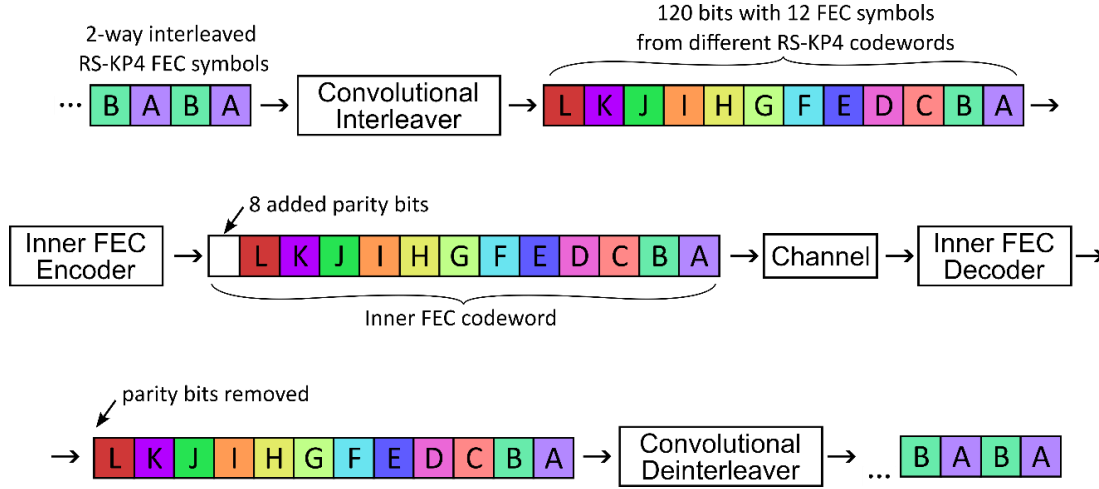 2-way interleaved
RS-KP4 FEC symbols
... B A B A
Convolutional
Interleaver
120 bits with 12 FEC symbols
from different RS-KP4 codewords
L K J I H G F E D C B A
Inner FEC
Encoder
8 added parity bits
L K J I H G F E D C B A
Inner FEC codeword
Channel
Inner FEC
Decoder
parity bits removed
L K J I H G F E D C B A
Convolutional
Deinterleaver
... B A B A